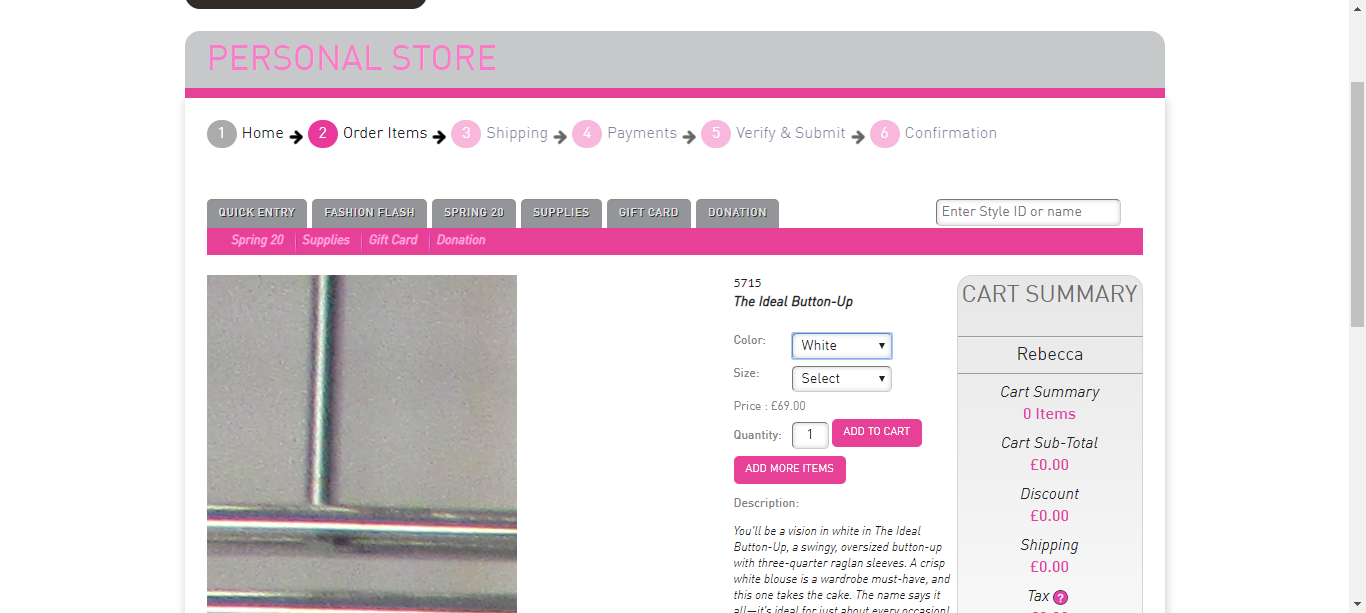 PERSONAL STORE
1 Home 2 Order Items 3 Shipping 4 Payments 5 Verify & Submit 6 Confirmation
QUICK ENTRY FASHION FLASH SPRING 20 SUPPLIES GIFT CARD DONATION
Enter Style ID or name
Spring 20 Supplies Gift Card Donation
5715
The Ideal Button-Up
Color: White
Size: Select
Price : £69.00
Quantity: 1 ADD TO CART
ADD MORE ITEMS
Description:
You'll be a vision in white in The Ideal
Button-Up, a swingy, oversized button-up
with three-quarter raglan sleeves. A crisp
white blouse is a wardrobe must-have, and
this one takes the cake. The name says it
all—it's ideal for just about every occasion!
CART SUMMARY
Rebecca
Cart Summary
0 Items
Cart Sub-Total
£0.00
Discount
£0.00
Shipping
£0.00
Tax ?